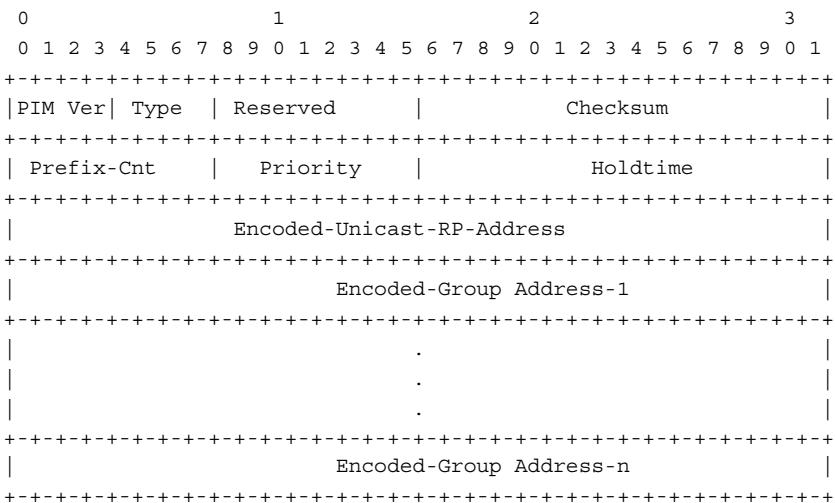 0                   1                   2                   3
0 1 2 3 4 5 6 7 8 9 0 1 2 3 4 5 6 7 8 9 0 1 2 3 4 5 6 7 8 9 0 1
+-+-+-+-+-+-+-+-+-+-+-+-+-+-+-+-+-+-+-+-+-+-+-+-+-+-+-+-+-+-+-+-+
|PIM Ver| Type  | Reserved      |           Checksum            |
+-+-+-+-+-+-+-+-+-+-+-+-+-+-+-+-+-+-+-+-+-+-+-+-+-+-+-+-+-+-+-+-+
| Prefix-Cnt    |   Priority    |             Holdtime          |
+-+-+-+-+-+-+-+-+-+-+-+-+-+-+-+-+-+-+-+-+-+-+-+-+-+-+-+-+-+-+-+-+
|                 Encoded-Unicast-RP-Address                    |
+-+-+-+-+-+-+-+-+-+-+-+-+-+-+-+-+-+-+-+-+-+-+-+-+-+-+-+-+-+-+-+-+
|                         Encoded-Group Address-1               |
+-+-+-+-+-+-+-+-+-+-+-+-+-+-+-+-+-+-+-+-+-+-+-+-+-+-+-+-+-+-+-+-+
|                               .                               |
|                               .                               |
|                               .                               |
+-+-+-+-+-+-+-+-+-+-+-+-+-+-+-+-+-+-+-+-+-+-+-+-+-+-+-+-+-+-+-+-+
|                         Encoded-Group Address-n               |
+-+-+-+-+-+-+-+-+-+-+-+-+-+-+-+-+-+-+-+-+-+-+-+-+-+-+-+-+-+-+-+-+